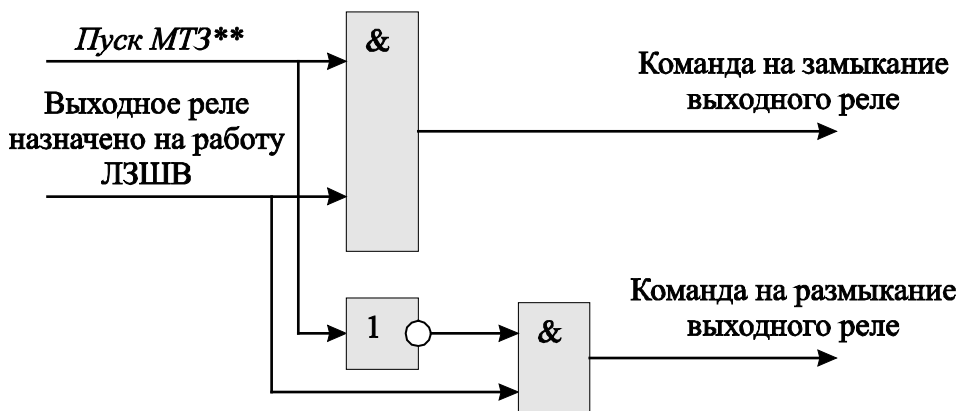 Пуск МТЗ**
&
Команда на замыкание
выходного реле
Выходное реле
назначено на работу
ЛЗШВ
Команда на размыкание
выходного реле
1
&